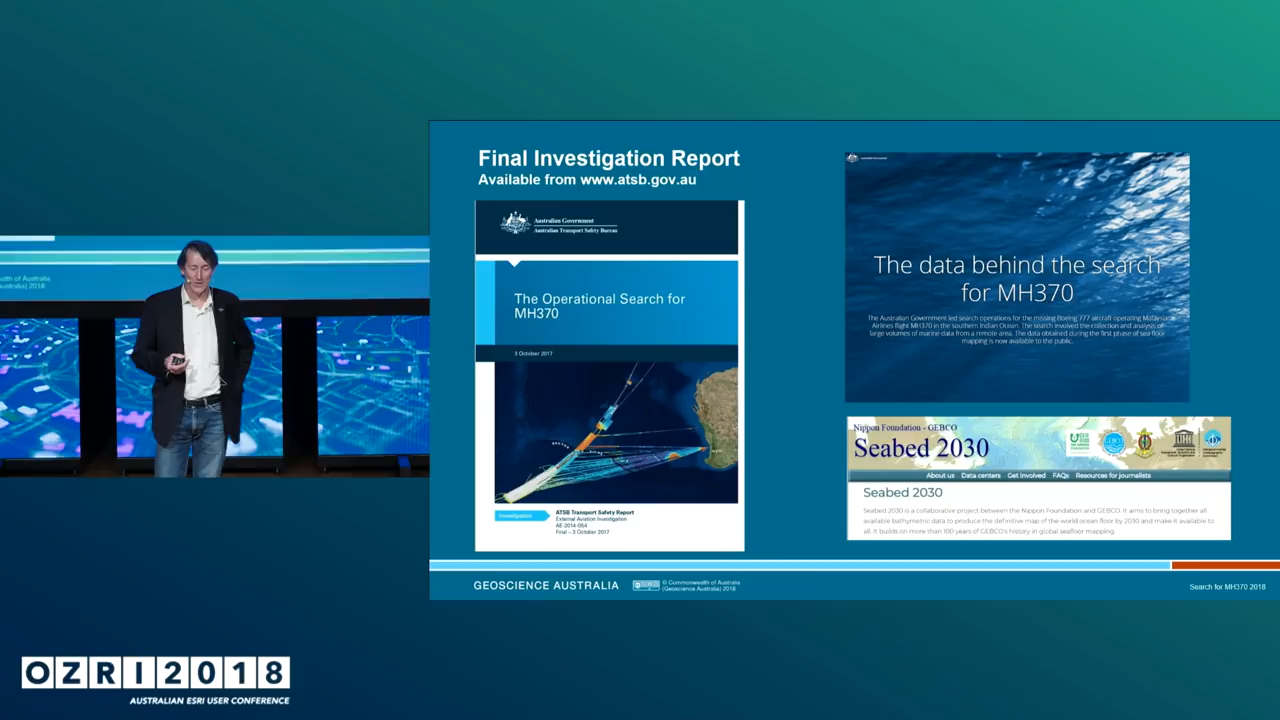 Final Investigation Report
Available from www.atsb.gov.au
Australian Government
Australian Transport Safety Bureau
The Operational Search for
MH370
3 October 2017
Investigation
ATSB Transport Safety Report
External Aviation Investigation
AE-2014-054
Final – 3 October 2017
The data behind the search
for MH370
The Australian Government led search operations for the missing Boeing 777 aircraft operating Malaysia
Airlines flight MH370 in the southern Indian Ocean. The search involved the collection and analysis of
large volumes of marine data from a remote area. The data obtained during the first phase of sea floor
mapping is now available to the public.
Nippon Foundation - GEBCO
Seabed 2030
About us Data centers Get involved FAQs Resources for journalists
Seabed 2030
Seabed 2030 is a collaborative project between the Nippon Foundation and GEBCO. It aims to bring together all
available bathymetric data to produce the definitive map of the world ocean floor by 2030 and make it available to
all. It builds on more than 100 years of GEBCO's history in global seafloor mapping.
GEOSCIENCE AUSTRALIA
© Commonwealth of Australia
(Geoscience Australia) 2018
Search for MH370 2018
wealth of Australia
Australia) 2018
OZRI2018
AUSTRALIAN ESRI USER CONFERENCE